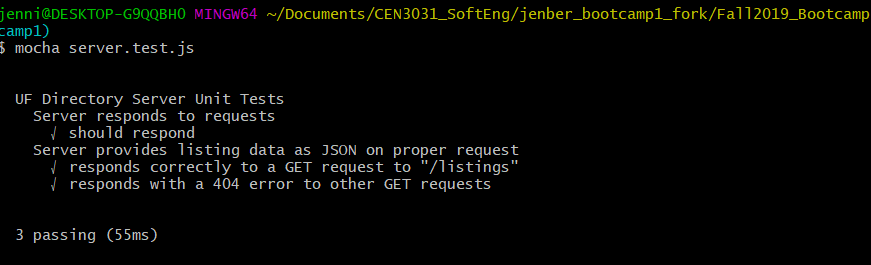 jenni@DESKTOP-G9QQBH0 MINGW64 ~/Documents/CEN3031_SoftEng/jenber_bootcamp1_fork/Fall2019_Bootcamp
camp1)
$ mocha server.test.js
UF Directory Server Unit Tests
Server responds to requests
√ should respond
Server provides listing data as JSON on proper request
√ responds correctly to a GET request to "/listings"
√ responds with a 404 error to other GET requests
3 passing (55ms)